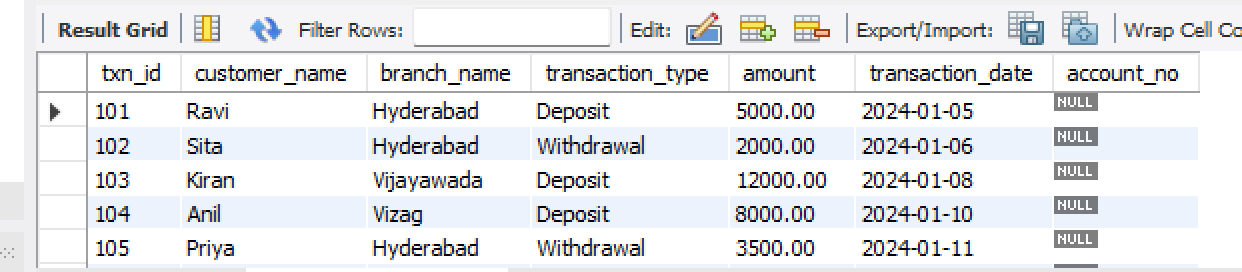 Result Grid Filter Rows: Edit: Export/Import: Wrap Cell Co
txn_id customer_name branch_name transaction_type amount transaction_date account_no
101 Ravi Hyderabad Deposit 5000.00 2024-01-05 NULL
102 Sita Hyderabad Withdrawal 2000.00 2024-01-06 NULL
103 Kiran Vijayawada Deposit 12000.00 2024-01-08 NULL
104 Anil Vizag Deposit 8000.00 2024-01-10 NULL
105 Priya Hyderabad Withdrawal 3500.00 2024-01-11 NULL